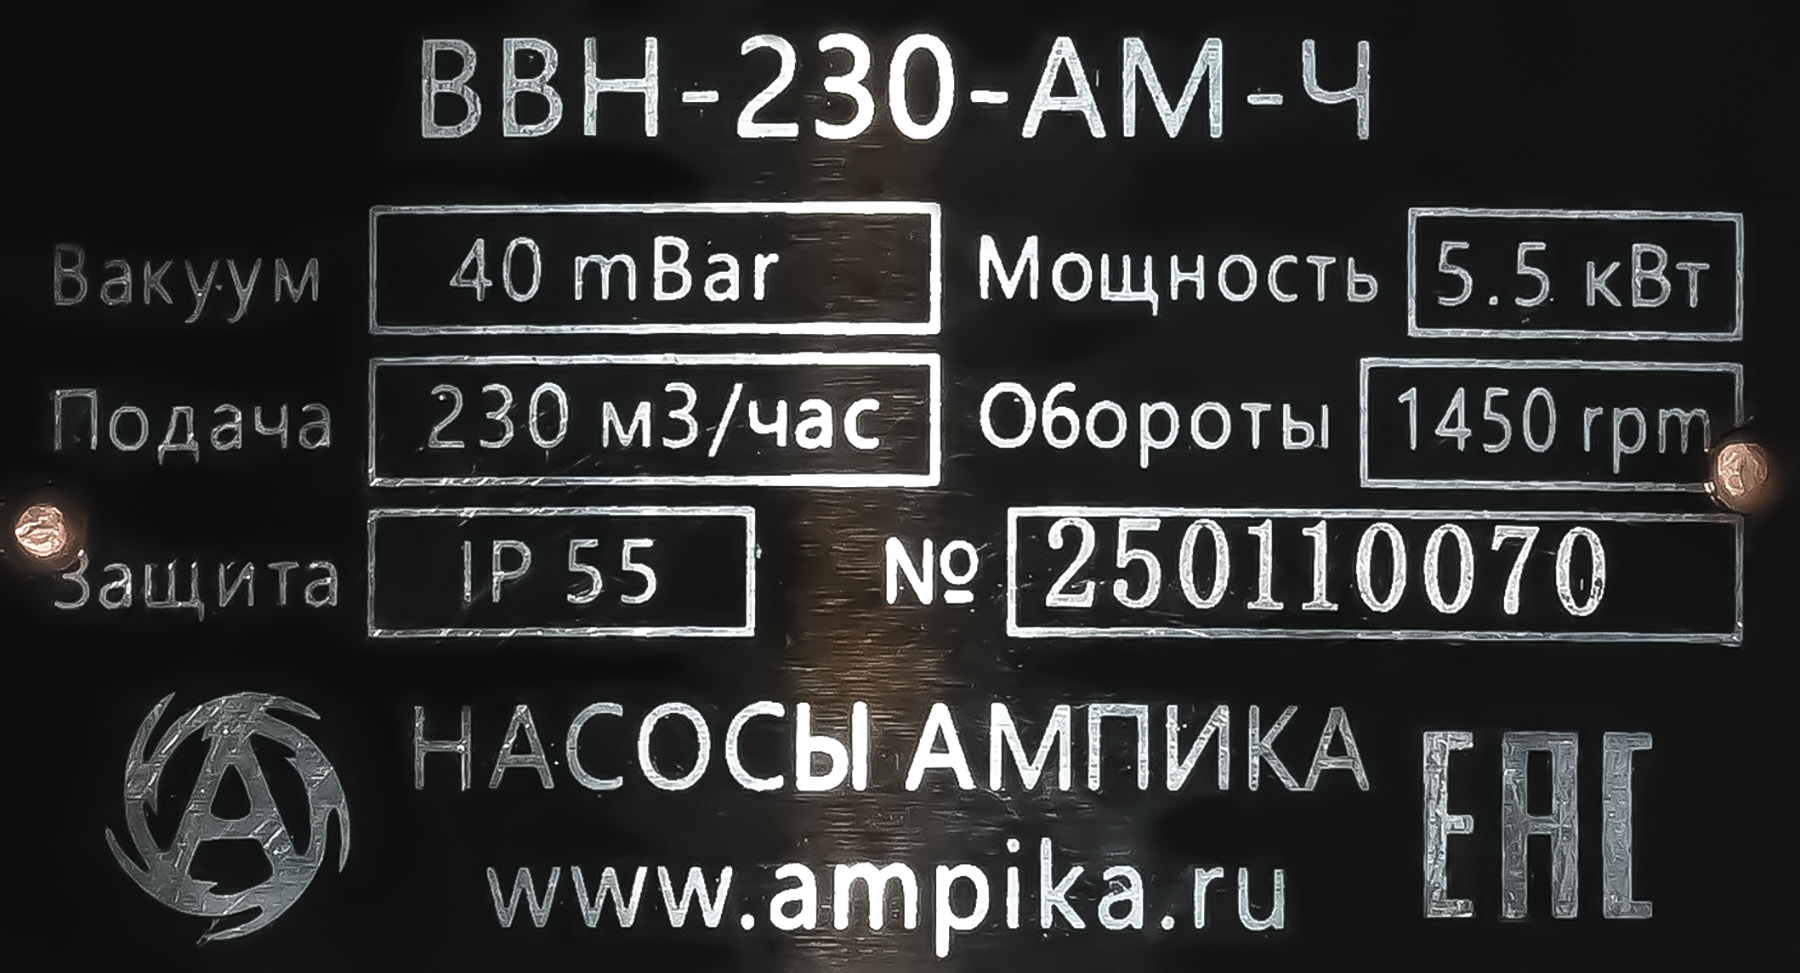 ВВН-230-АМ-Ч
Вакуум 40 mBar Мощность 5.5 кВт
Подача 230 м3/час Обороты 1450 rpm
Защита IP 55 № 250110070
НАСОСЫ АМПИКА EAC
www.ampika.ru